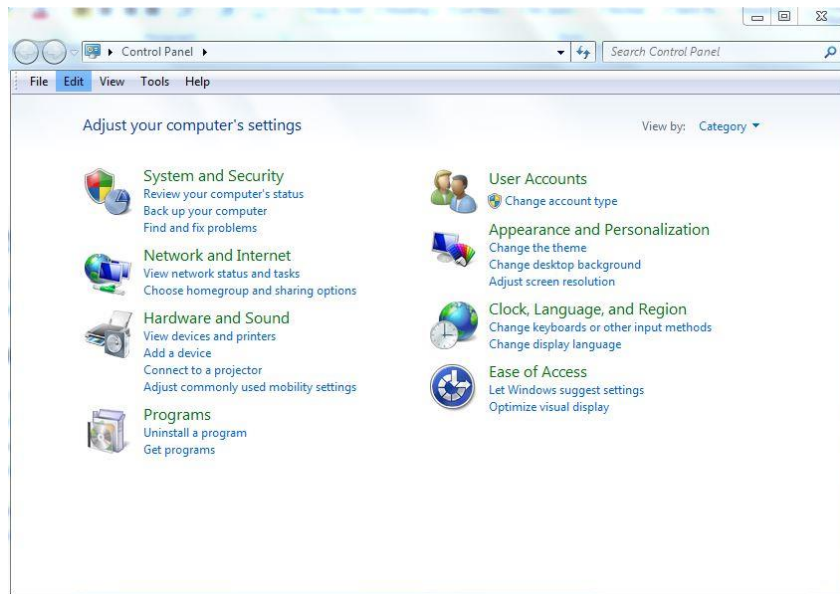 Control Panel
Search Control Panel
File Edit View Tools Help
Adjust your computer's settings
View by: Category
System and Security
Review your computer's status
Back up your computer
Find and fix problems
Network and Internet
View network status and tasks
Choose homegroup and sharing options
Hardware and Sound
View devices and printers
Add a device
Connect to a projector
Adjust commonly used mobility settings
Programs
Uninstall a program
Get programs
User Accounts
Change account type
Appearance and Personalization
Change the theme
Change desktop background
Adjust screen resolution
Clock, Language, and Region
Change keyboards or other input methods
Change display language
Ease of Access
Let Windows suggest settings
Optimize visual display